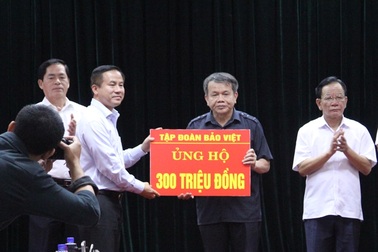 TẬP ĐOÀN BẢO VIỆT
ỦNG HỘ
300 TRIỆU ĐỒNG